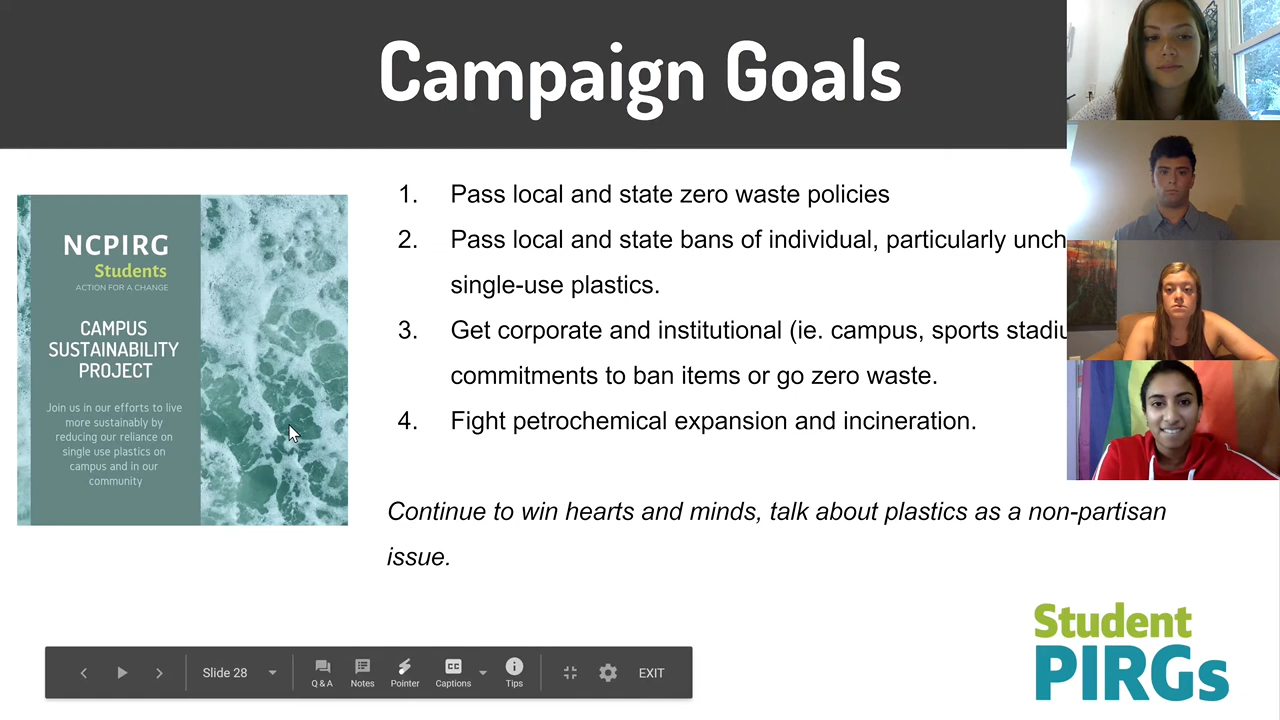 Campaign Goals
NCPIRG
Students
ACTION FOR A CHANGE
CAMPUS
SUSTAINABILITY
PROJECT
Join us in our efforts to live
more sustainably by
reducing our reliance on
single use plastics on
campus and in our
community
1. Pass local and state zero waste policies
2. Pass local and state bans of individual, particularly
single-use plastics.
3. Get corporate and institutional (ie. campus, sports
commitments to ban items or go zero waste.
4. Fight petrochemical expansion and incineration.
Continue to win hearts and minds, talk about plastics as a non-partisan
issue.
Student
PIRGs
Slide 28 Q & A Notes Pointer CC Captions Tips EXIT